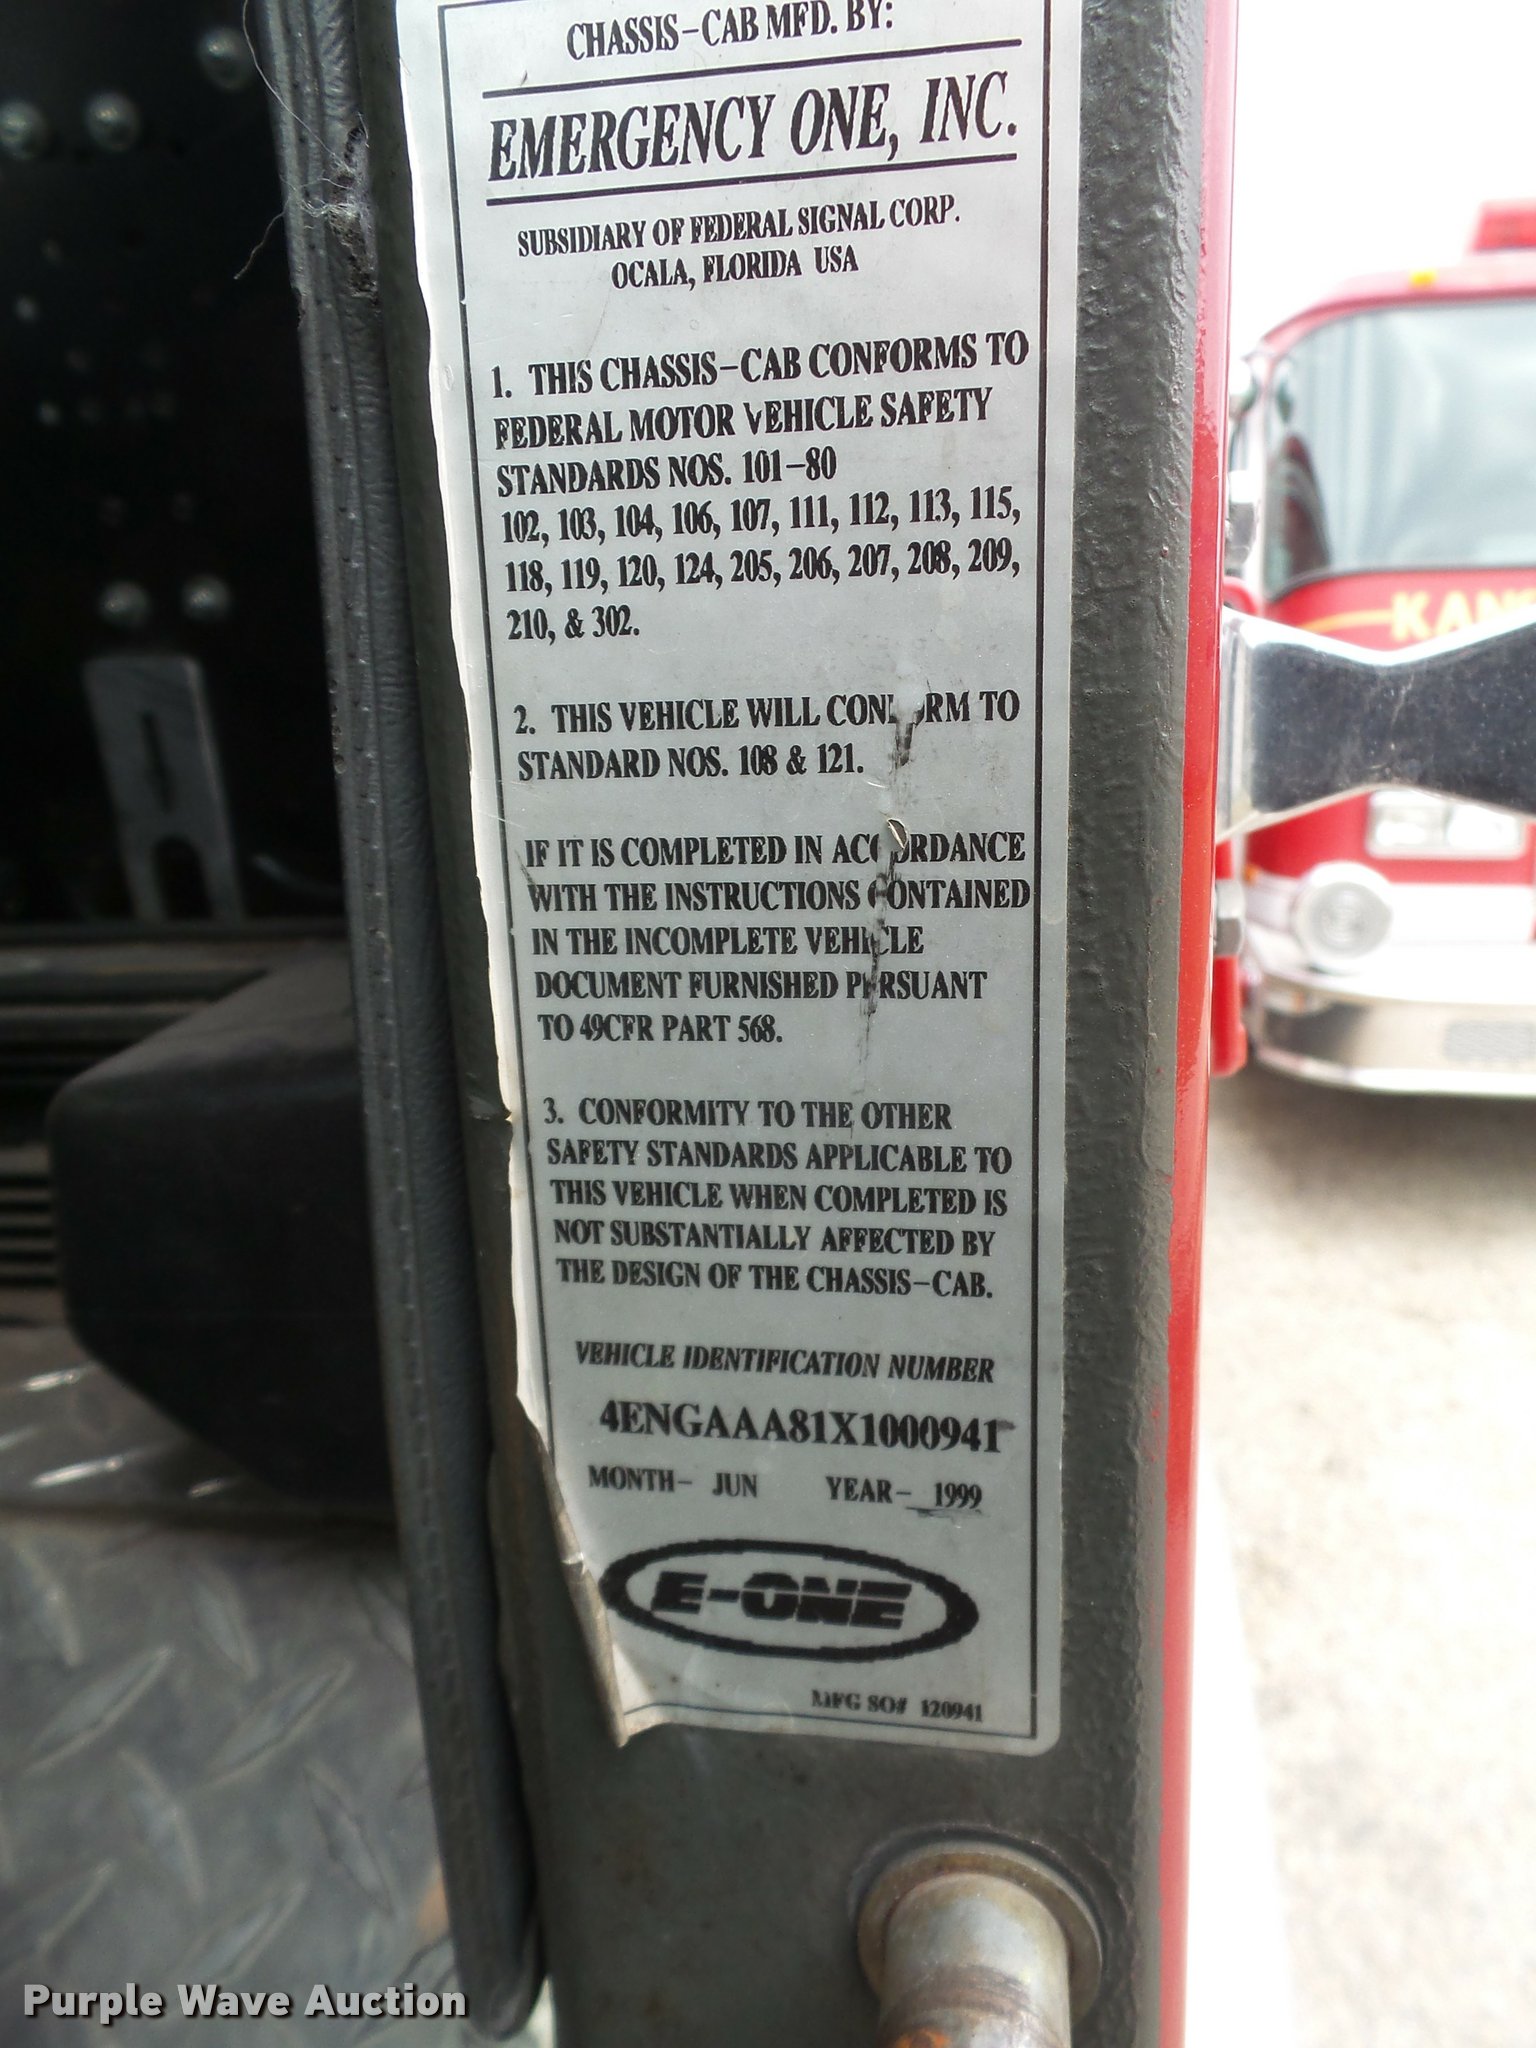 CHASSIS-CAB MFD. BY:
EMERGENCY ONE, INC.
SUBSIDIARY OF FEDERAL SIGNAL CORP.
OCALA, FLORIDA USA
1. THIS CHASSIS-CAB CONFORMS TO
FEDERAL MOTOR VEHICLE SAFETY
STANDARDS NOS. 101-80
102, 103, 104, 106, 107, 111, 112, 113, 115,
118, 119, 120, 124, 205, 206, 207, 208, 209,
210, & 302.
2. THIS VEHICLE WILL CONFORM TO
STANDARD NOS. 108 & 121.
IF IT IS COMPLETED IN ACCORDANCE
WITH THE INSTRUCTIONS CONTAINED
IN THE INCOMPLETE VEHICLE
DOCUMENT FURNISHED PERSUANT
TO 49CFR PART 568.
3. CONFORMITY TO THE OTHER
SAFETY STANDARDS APPLICABLE TO
THIS VEHICLE WHEN COMPLETED IS
NOT SUBSTANTIALLY AFFECTED BY
THE DESIGN OF THE CHASSIS-CAB.
VEHICLE IDENTIFICATION NUMBER
4ENGAAA81X1000941
MONTH- JUN YEAR- 1999
E-ONE
MFG SO# 120941
KAN
Purple Wave Auction